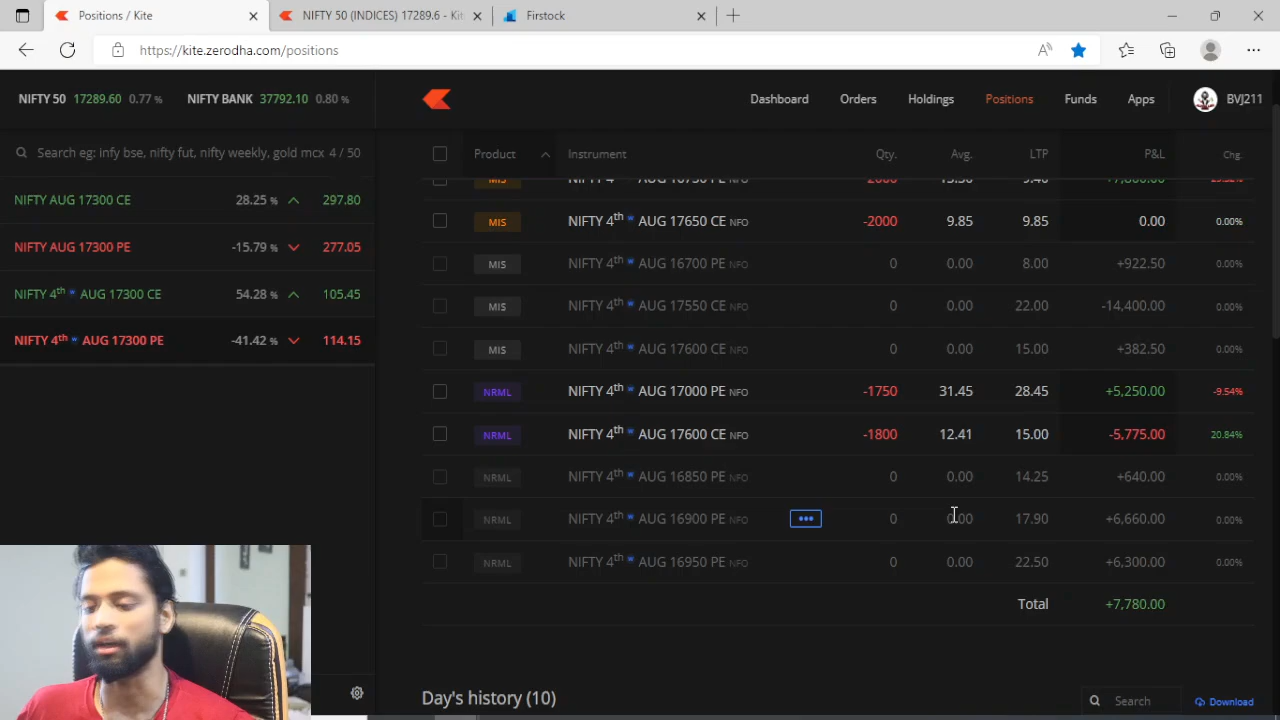 Positions / Kite
NIFTY 50 (INDICES) 17289.6 - Kit
Firstock
https://kite.zerodha.com/positions
NIFTY 50 17289.60 0.77 % NIFTY BANK 37792.10 0.80 %
Dashboard Orders Holdings Positions Funds Apps BVJ211
Search eg: infy bse, nifty fut, nifty weekly, gold mcx 4 / 50
NIFTY AUG 17300 CE 28.25 % 297.80
NIFTY AUG 17300 PE -15.79 % 277.05
NIFTY 4th w AUG 17300 CE 54.28 % 105.45
NIFTY 4th w AUG 17300 PE -41.42 % 114.15
Product Instrument Qty. Avg. LTP P&L Chg.
MIS NIFTY 4th w AUG 17650 CE NFO -2000 9.85 9.85 0.00 0.00%
MIS NIFTY 4th w AUG 16700 PE NFO 0 0.00 8.00 +922.50 0.00%
MIS NIFTY 4th w AUG 17550 CE NFO 0 0.00 22.00 -14,400.00 0.00%
MIS NIFTY 4th w AUG 17600 CE NFO 0 0.00 15.00 +382.50 0.00%
NRML NIFTY 4th w AUG 17000 PE NFO -1750 31.45 28.45 +5,250.00 -9.54%
NRML NIFTY 4th w AUG 17600 CE NFO -1800 12.41 15.00 -5,775.00 20.84%
NRML NIFTY 4th w AUG 16850 PE NFO 0 0.00 14.25 +640.00 0.00%
NRML NIFTY 4th w AUG 16900 PE NFO 0 0.00 17.90 +6,660.00 0.00%
NRML NIFTY 4th w AUG 16950 PE NFO 0 0.00 22.50 +6,300.00 0.00%
Total +7,780.00
Day's history (10)
Search
Download